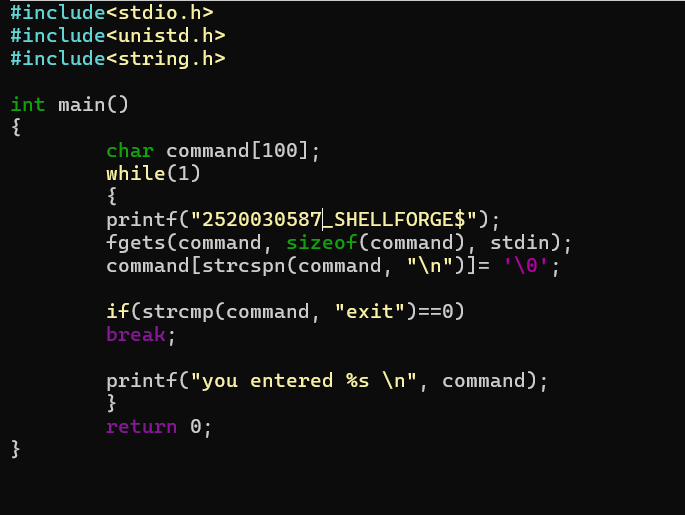 #include<stdio.h>
#include<unistd.h>
#include<string.h>
int main()
{
char command[100];
while(1)
{
printf("2520030587_SHELLFORGE$");
fgets(command, sizeof(command), stdin);
command[strcspn(command, "\n")]= '\0';
if(strcmp(command, "exit")==0)
break;
printf("you entered %s \n", command);
}
return 0;
}